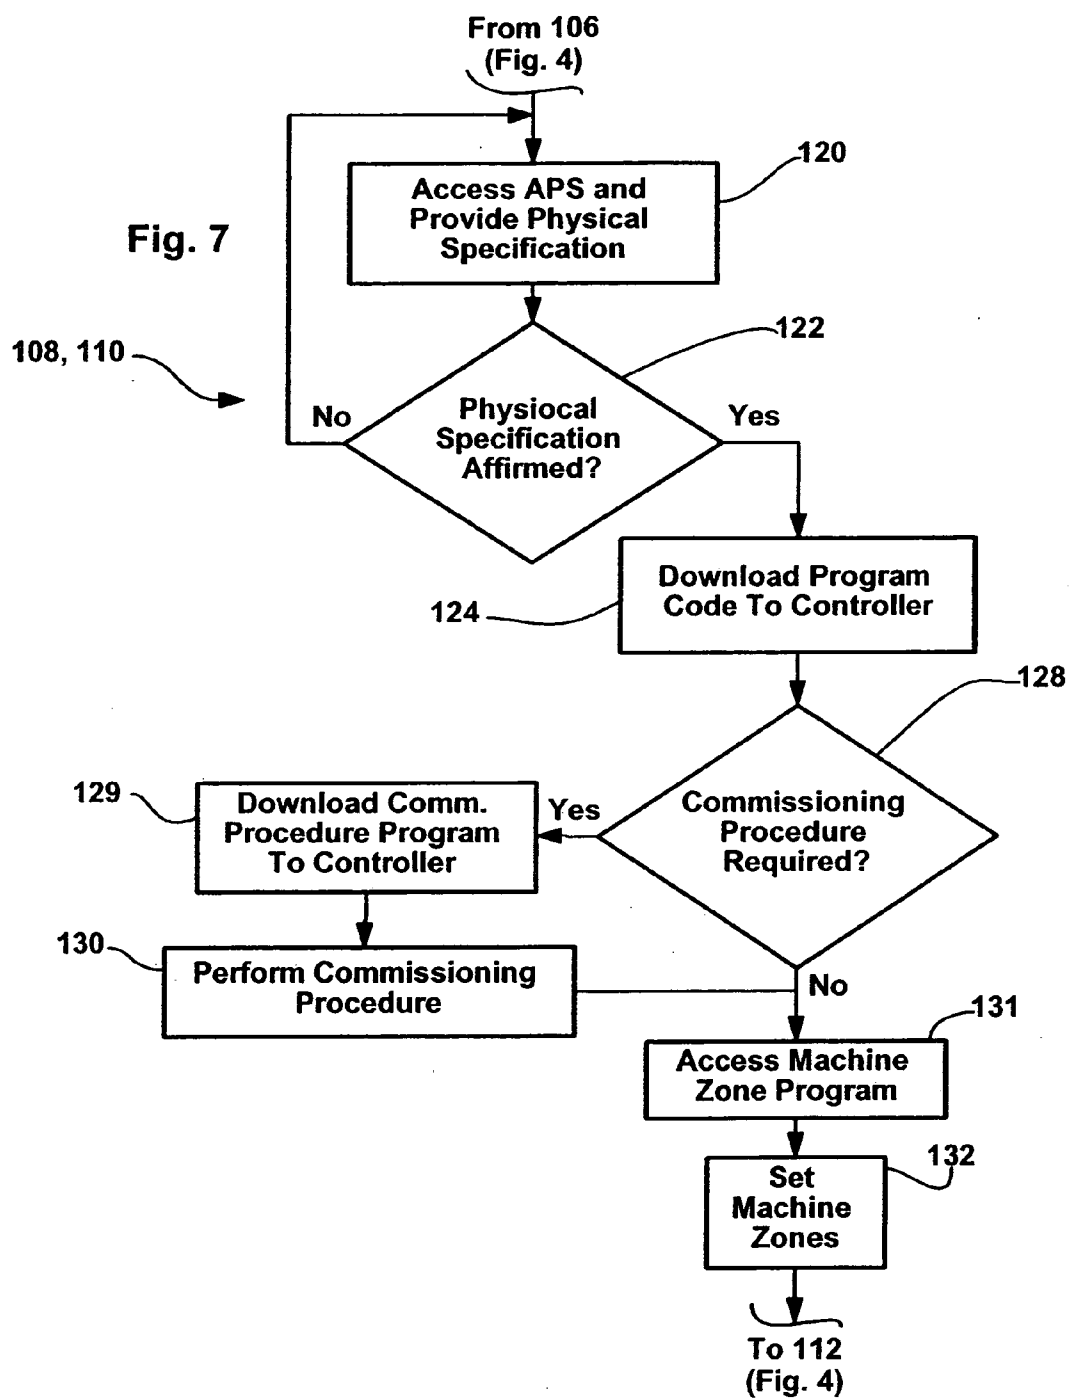 From 106
(Fig. 4)
120
Access APS and
Provide Physical
Specification
Fig. 7
122
108, 110
No
Physiocal
Specification
Affirmed?
Yes
Download Program
Code To Controller
124
128
129
Download Comm.
Procedure Program
To Controller
Yes
Commissioning
Procedure
Required?
130
Perform Commissioing
Procedure
No
131
Access Machine
Zone Program
132
Set
Machine
Zones
To 112
(Fig. 4)